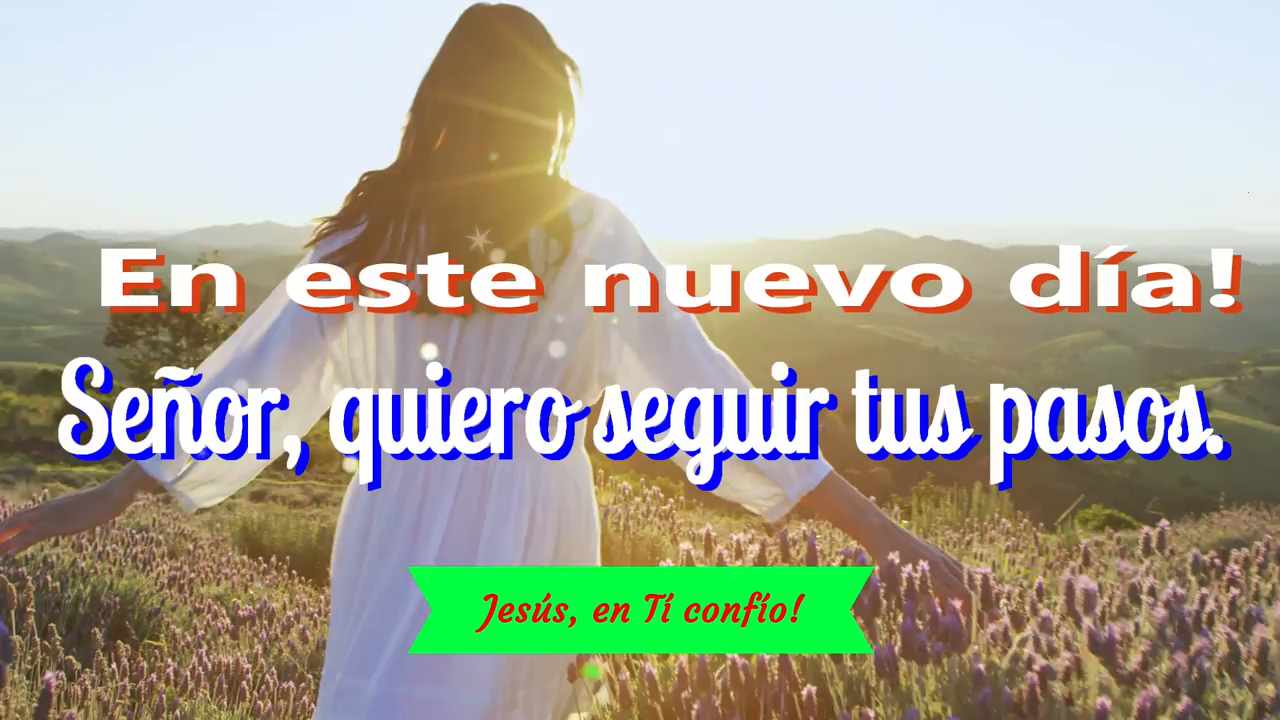 En este nuevo día!
Señor, quiero seguir tus pasos.
Jesús, en Tí confío!